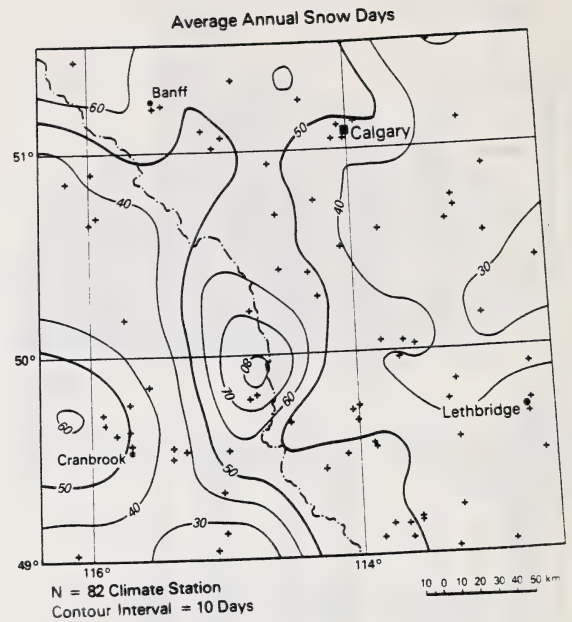 Average Annual Snow Days
Banff
60
50
Calgary
51°
40
40
30
50°
80
70
60
Lethbridge
60
Cranbrook
50
50
40
30
49°
116°
114°
N = 82 Climate Station
Contour Interval = 10 Days
10 0 10 20 30 40 50 km